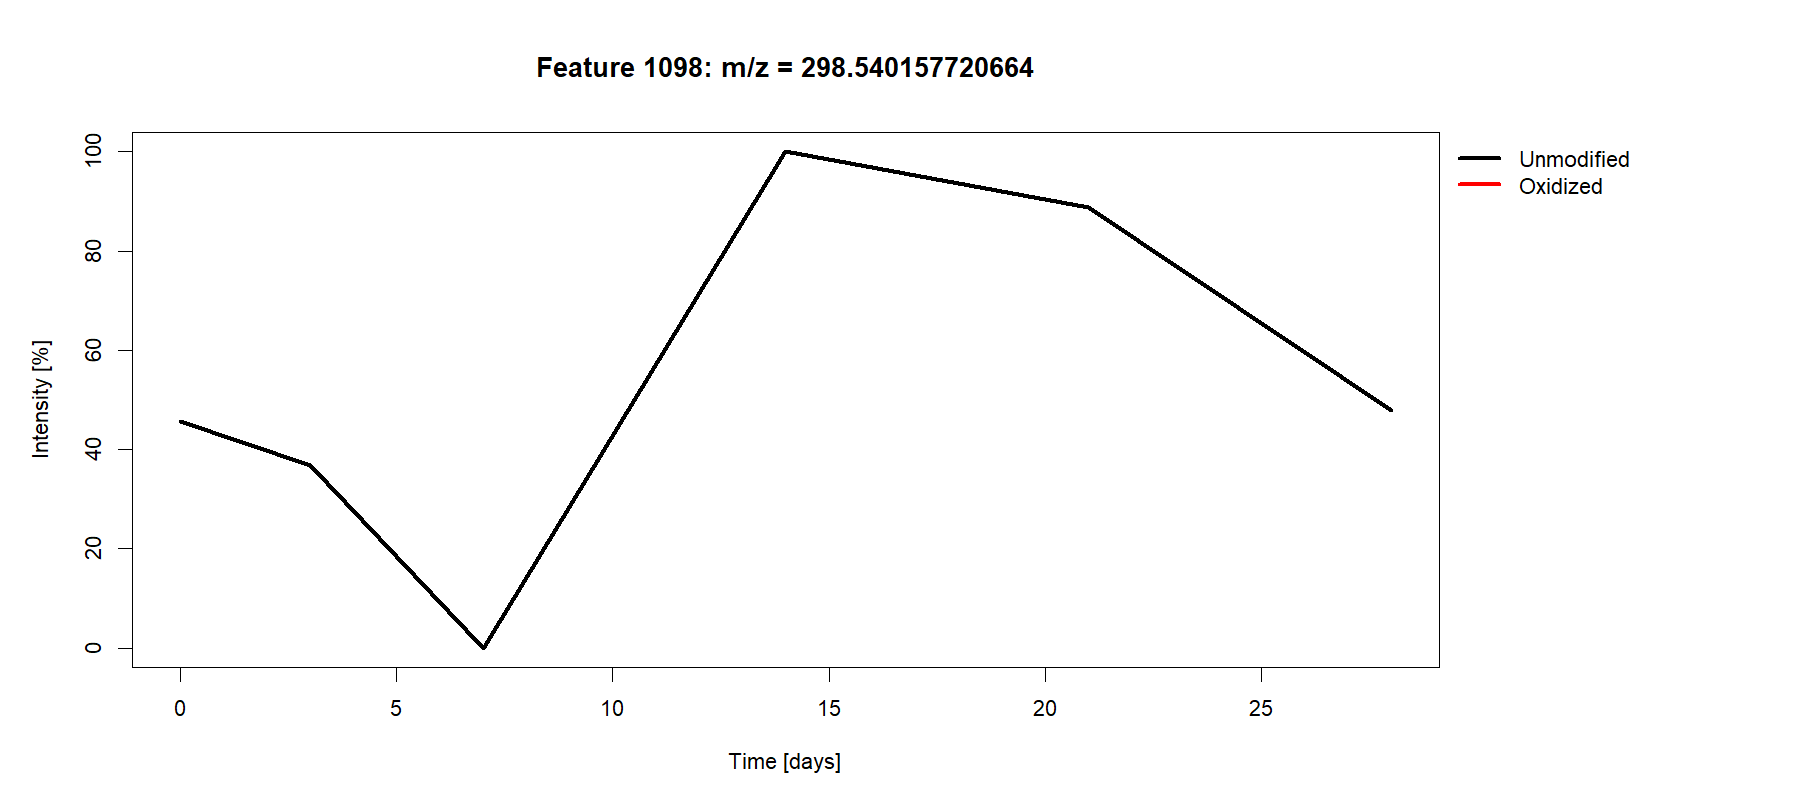 Feature 1098: m/z = 298.540157720664
Unmodified
Oxidized
Intensity [%]
100
80
60
40
20
0
0 5 10 15 20 25
Time [days]